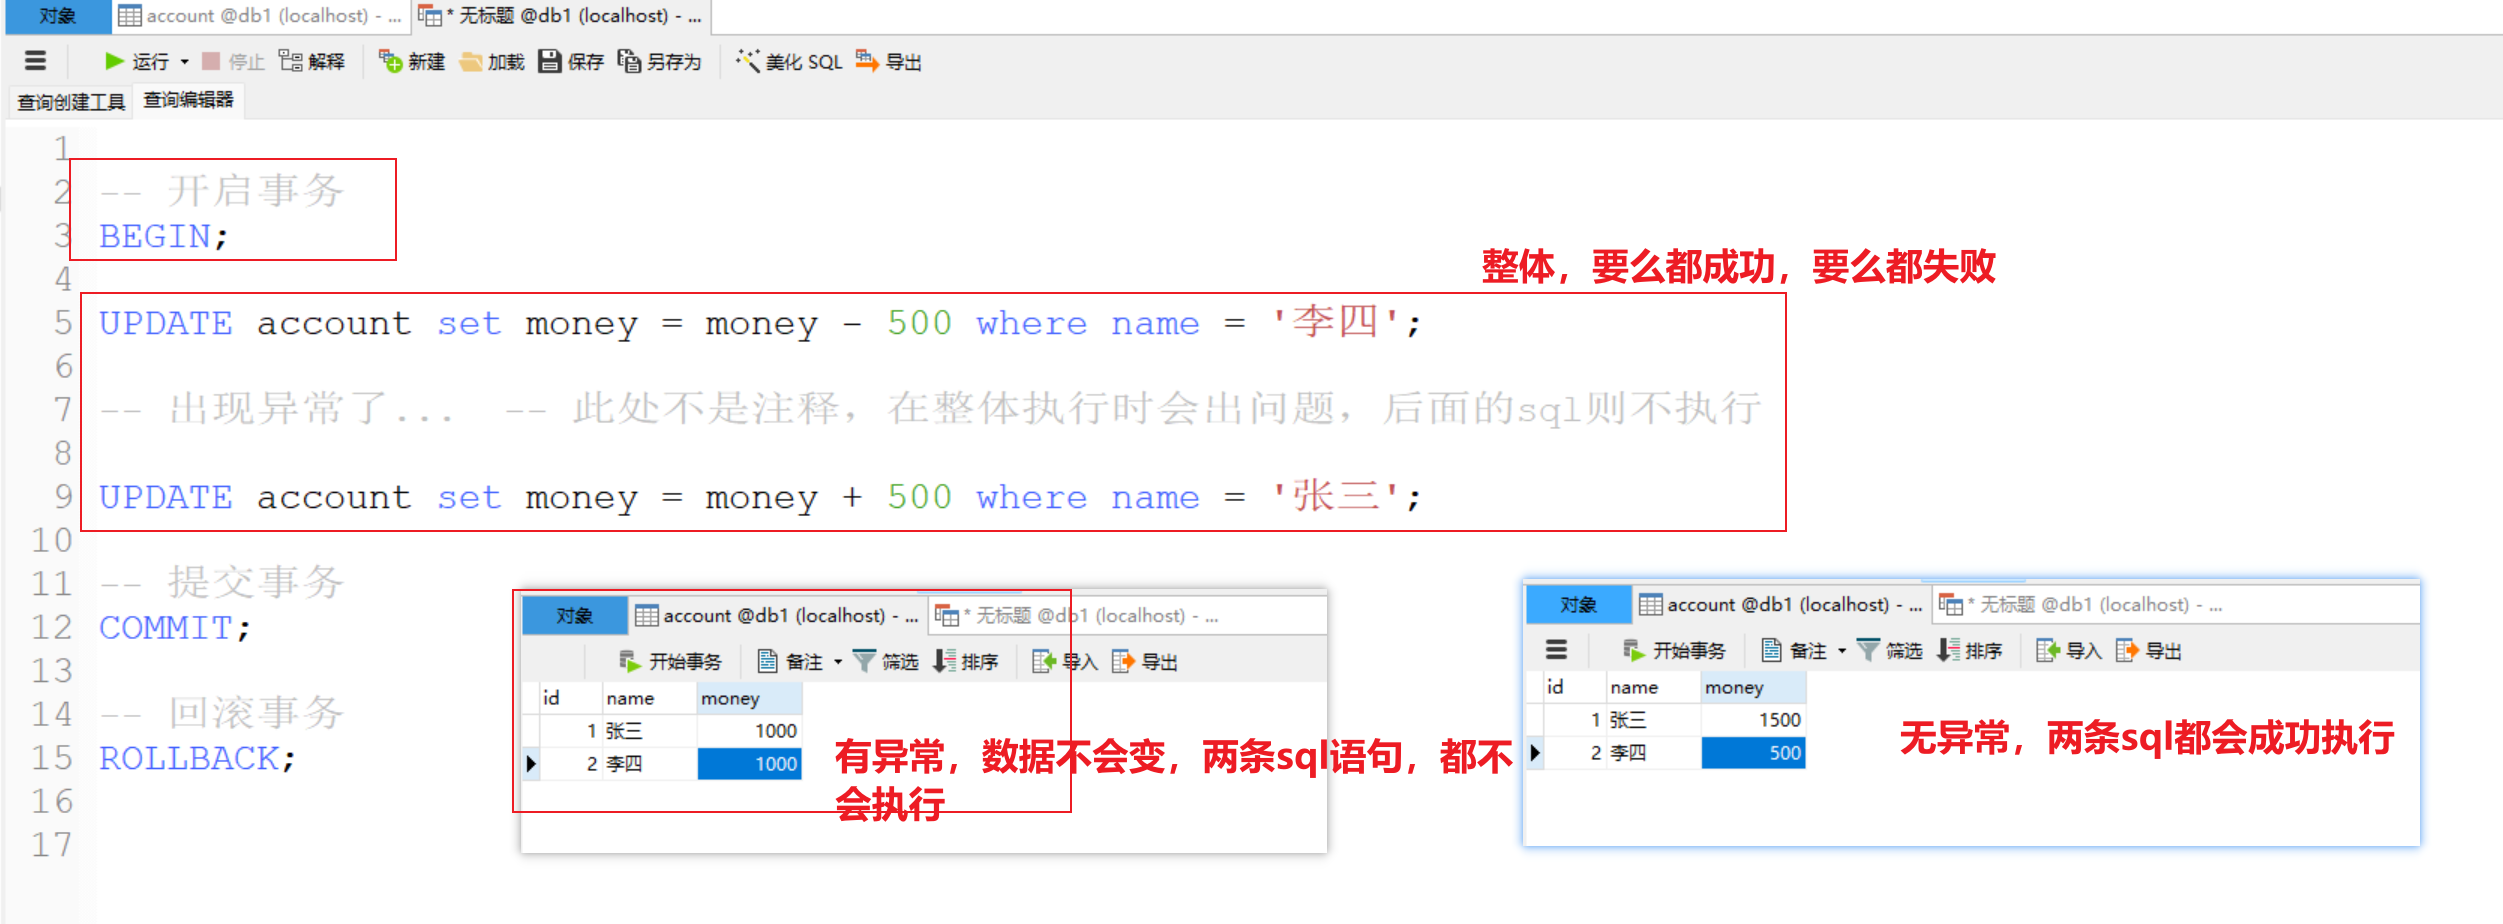 对象 account @db1 (localhost) - ... * 无标题 @db1 (localhost) - ...
运行 停止 解释 新建 加载 保存 另存为 美化 SQL 导出
查询创建工具 查询编辑器
1
2 -- 开启事务
3 BEGIN;
4
整体，要么都成功，要么都失败
5 UPDATE account set money = money - 500 where name = '李四';
6
7 -- 出现异常了... -- 此处不是注释，在整体执行时会出问题，后面的sql则不执行
8
9 UPDATE account set money = money + 500 where name = '张三';
10
11 -- 提交事务
12 COMMIT;
13
14 -- 回滚事务
15 ROLLBACK;
16
17
对象 account @db1 (localhost) - ... * 无标题 @db1 (localhost) - ...
开始事务 备注 筛选 排序 导入 导出
id name money
1 张三 1000
2 李四 1000
有异常，数据不会变，两条sql语句，都不
会执行
对象 account @db1 (localhost) - ... * 无标题 @db1 (localhost) - ...
开始事务 备注 筛选 排序 导入 导出
id name money
1 张三 1500
2 李四 500
无异常，两条sql都会成功执行